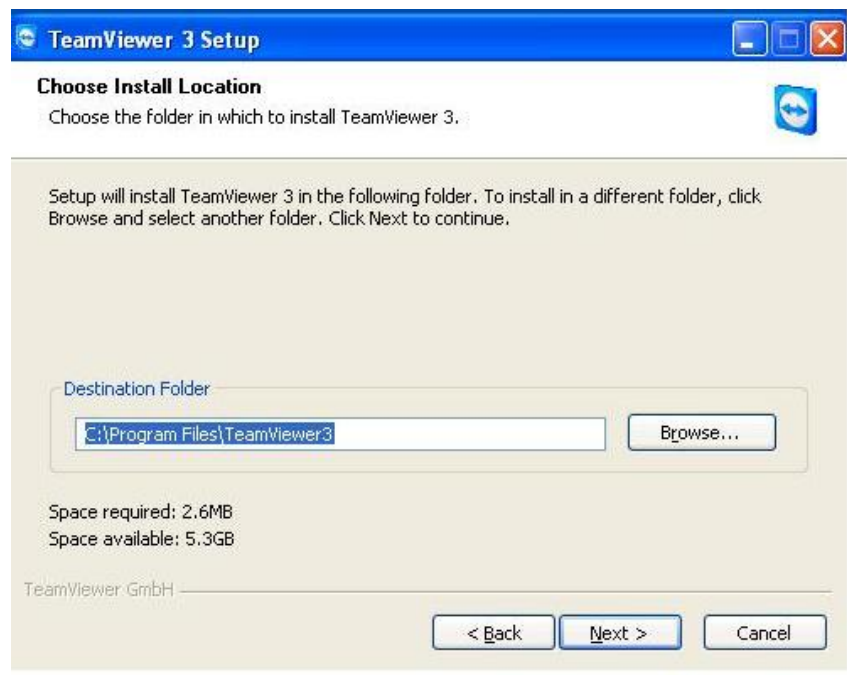 TeamViewer 3 Setup
Choose Install Location
Choose the folder in which to install TeamViewer 3.
Setup will install TeamViewer 3 in the following folder. To install in a different folder, click
Browse and select another folder. Click Next to continue.
Destination Folder
C:\Program Files\TeamViewer3
Browse...
Space required: 2.6MB
Space available: 5.3GB
TeamViewer GmbH
< Back Next > Cancel